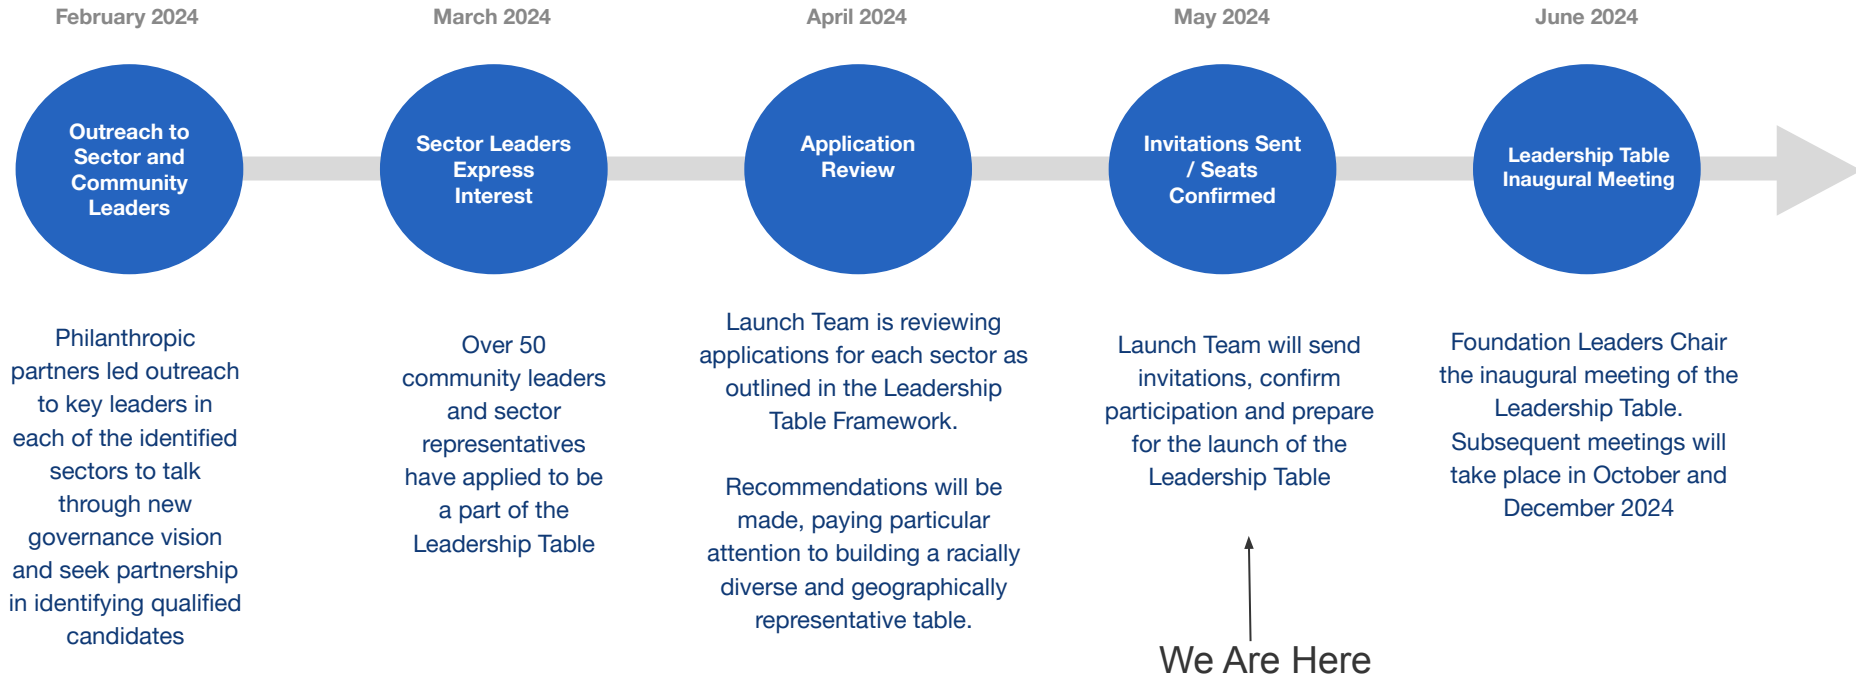 February 2024
Outreach to
Sector and
Community
Leaders
Philanthropic
partners led outreach
to key leaders in
each of the identified
sectors to talk
through new
governance vision
and seek partnership
in identifying qualified
candidates
March 2024
Sector Leaders
Express
Interest
Over 50
community leaders
and sector
representatives
have applied to be
a part of the
Leadership Table
April 2024
Application
Review
Launch Team is reviewing
applications for each sector as
outlined in the Leadership
Table Framework.
Recommendations will be
made, paying particular
attention to building a racially
diverse and geographically
representative table.
May 2024
Invitations Sent
/ Seats
Confirmed
Launch Team will send
invitations, confirm
participation and prepare
for the launch of the
Leadership Table
We Are Here
June 2024
Leadership Table
Inaugural Meeting
Foundation Leaders Chair
the inaugural meeting of the
Leadership Table.
Subsequent meetings will
take place in October and
December 2024